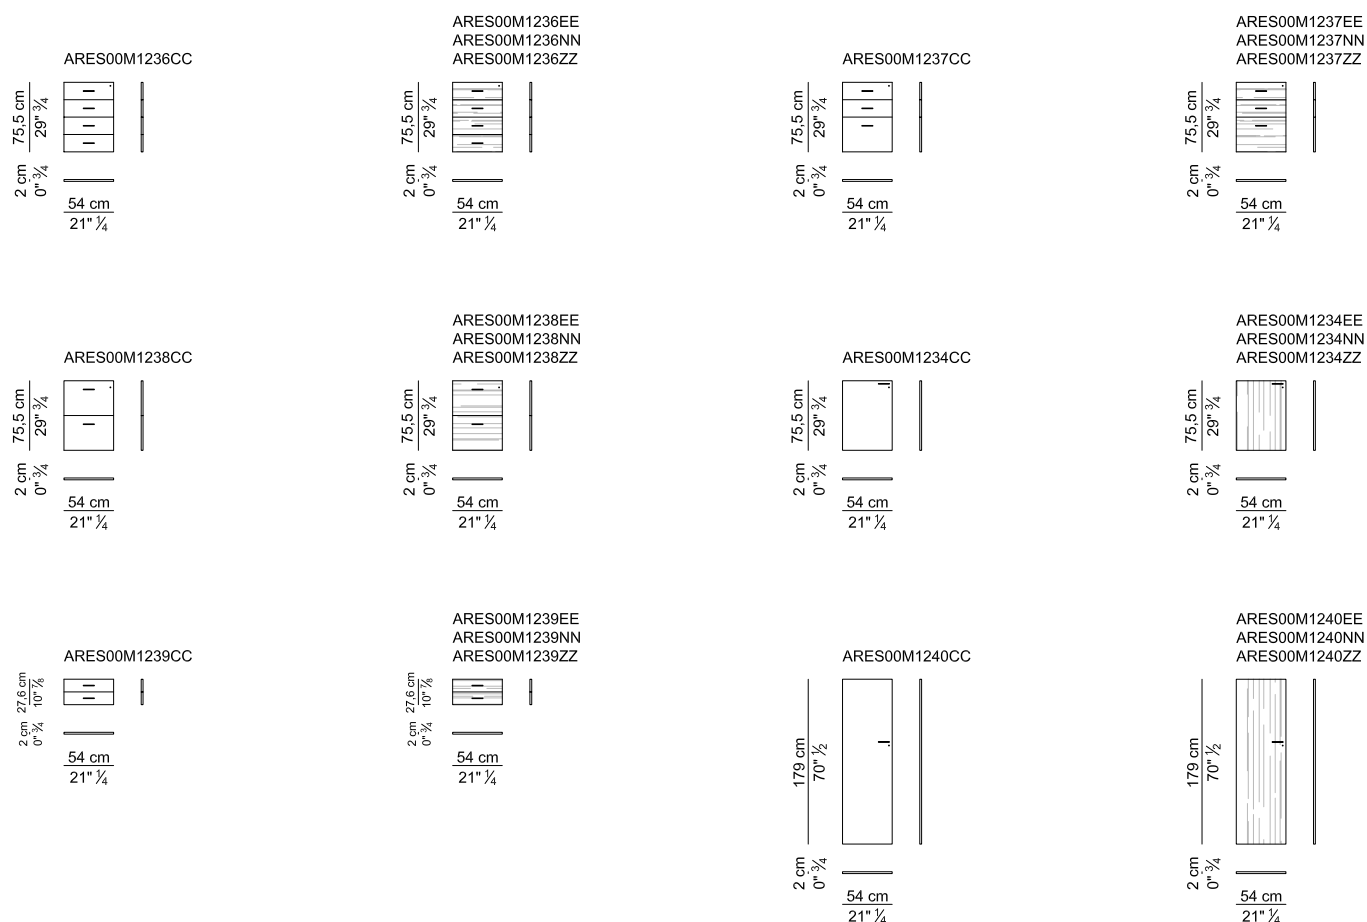 ARES00M1236CC
75,5 cm
29" 3/4
2 cm
0" 3/4
54 cm
21" 1/4
ARES00M1236EE
ARES00M1236NN
ARES00M1236ZZ
75,5 cm
29" 3/4
2 cm
0" 3/4
54 cm
21" 1/4
ARES00M1237CC
75,5 cm
29" 3/4
2 cm
0" 3/4
54 cm
21" 1/4
ARES00M1237EE
ARES00M1237NN
ARES00M1237ZZ
75,5 cm
29" 3/4
2 cm
0" 3/4
54 cm
21" 1/4
ARES00M1238CC
75,5 cm
29" 3/4
2 cm
0" 3/4
54 cm
21" 1/4
ARES00M1238EE
ARES00M1238NN
ARES00M1238ZZ
75,5 cm
29" 3/4
2 cm
0" 3/4
54 cm
21" 1/4
ARES00M1234CC
75,5 cm
29" 3/4
2 cm
0" 3/4
54 cm
21" 1/4
ARES00M1234EE
ARES00M1234NN
ARES00M1234ZZ
75,5 cm
29" 3/4
2 cm
0" 3/4
54 cm
21" 1/4
ARES00M1239CC
27,6 cm
10" 7/8
2 cm
0" 3/4
54 cm
21" 1/4
ARES00M1239EE
ARES00M1239NN
ARES00M1239ZZ
27,6 cm
10" 7/8
2 cm
0" 3/4
54 cm
21" 1/4
ARES00M1240CC
179 cm
70" 1/2
2 cm
0" 3/4
54 cm
21" 1/4
ARES00M1240EE
ARES00M1240NN
ARES00M1240ZZ
179 cm
70" 1/2
2 cm
0" 3/4
54 cm
21" 1/4